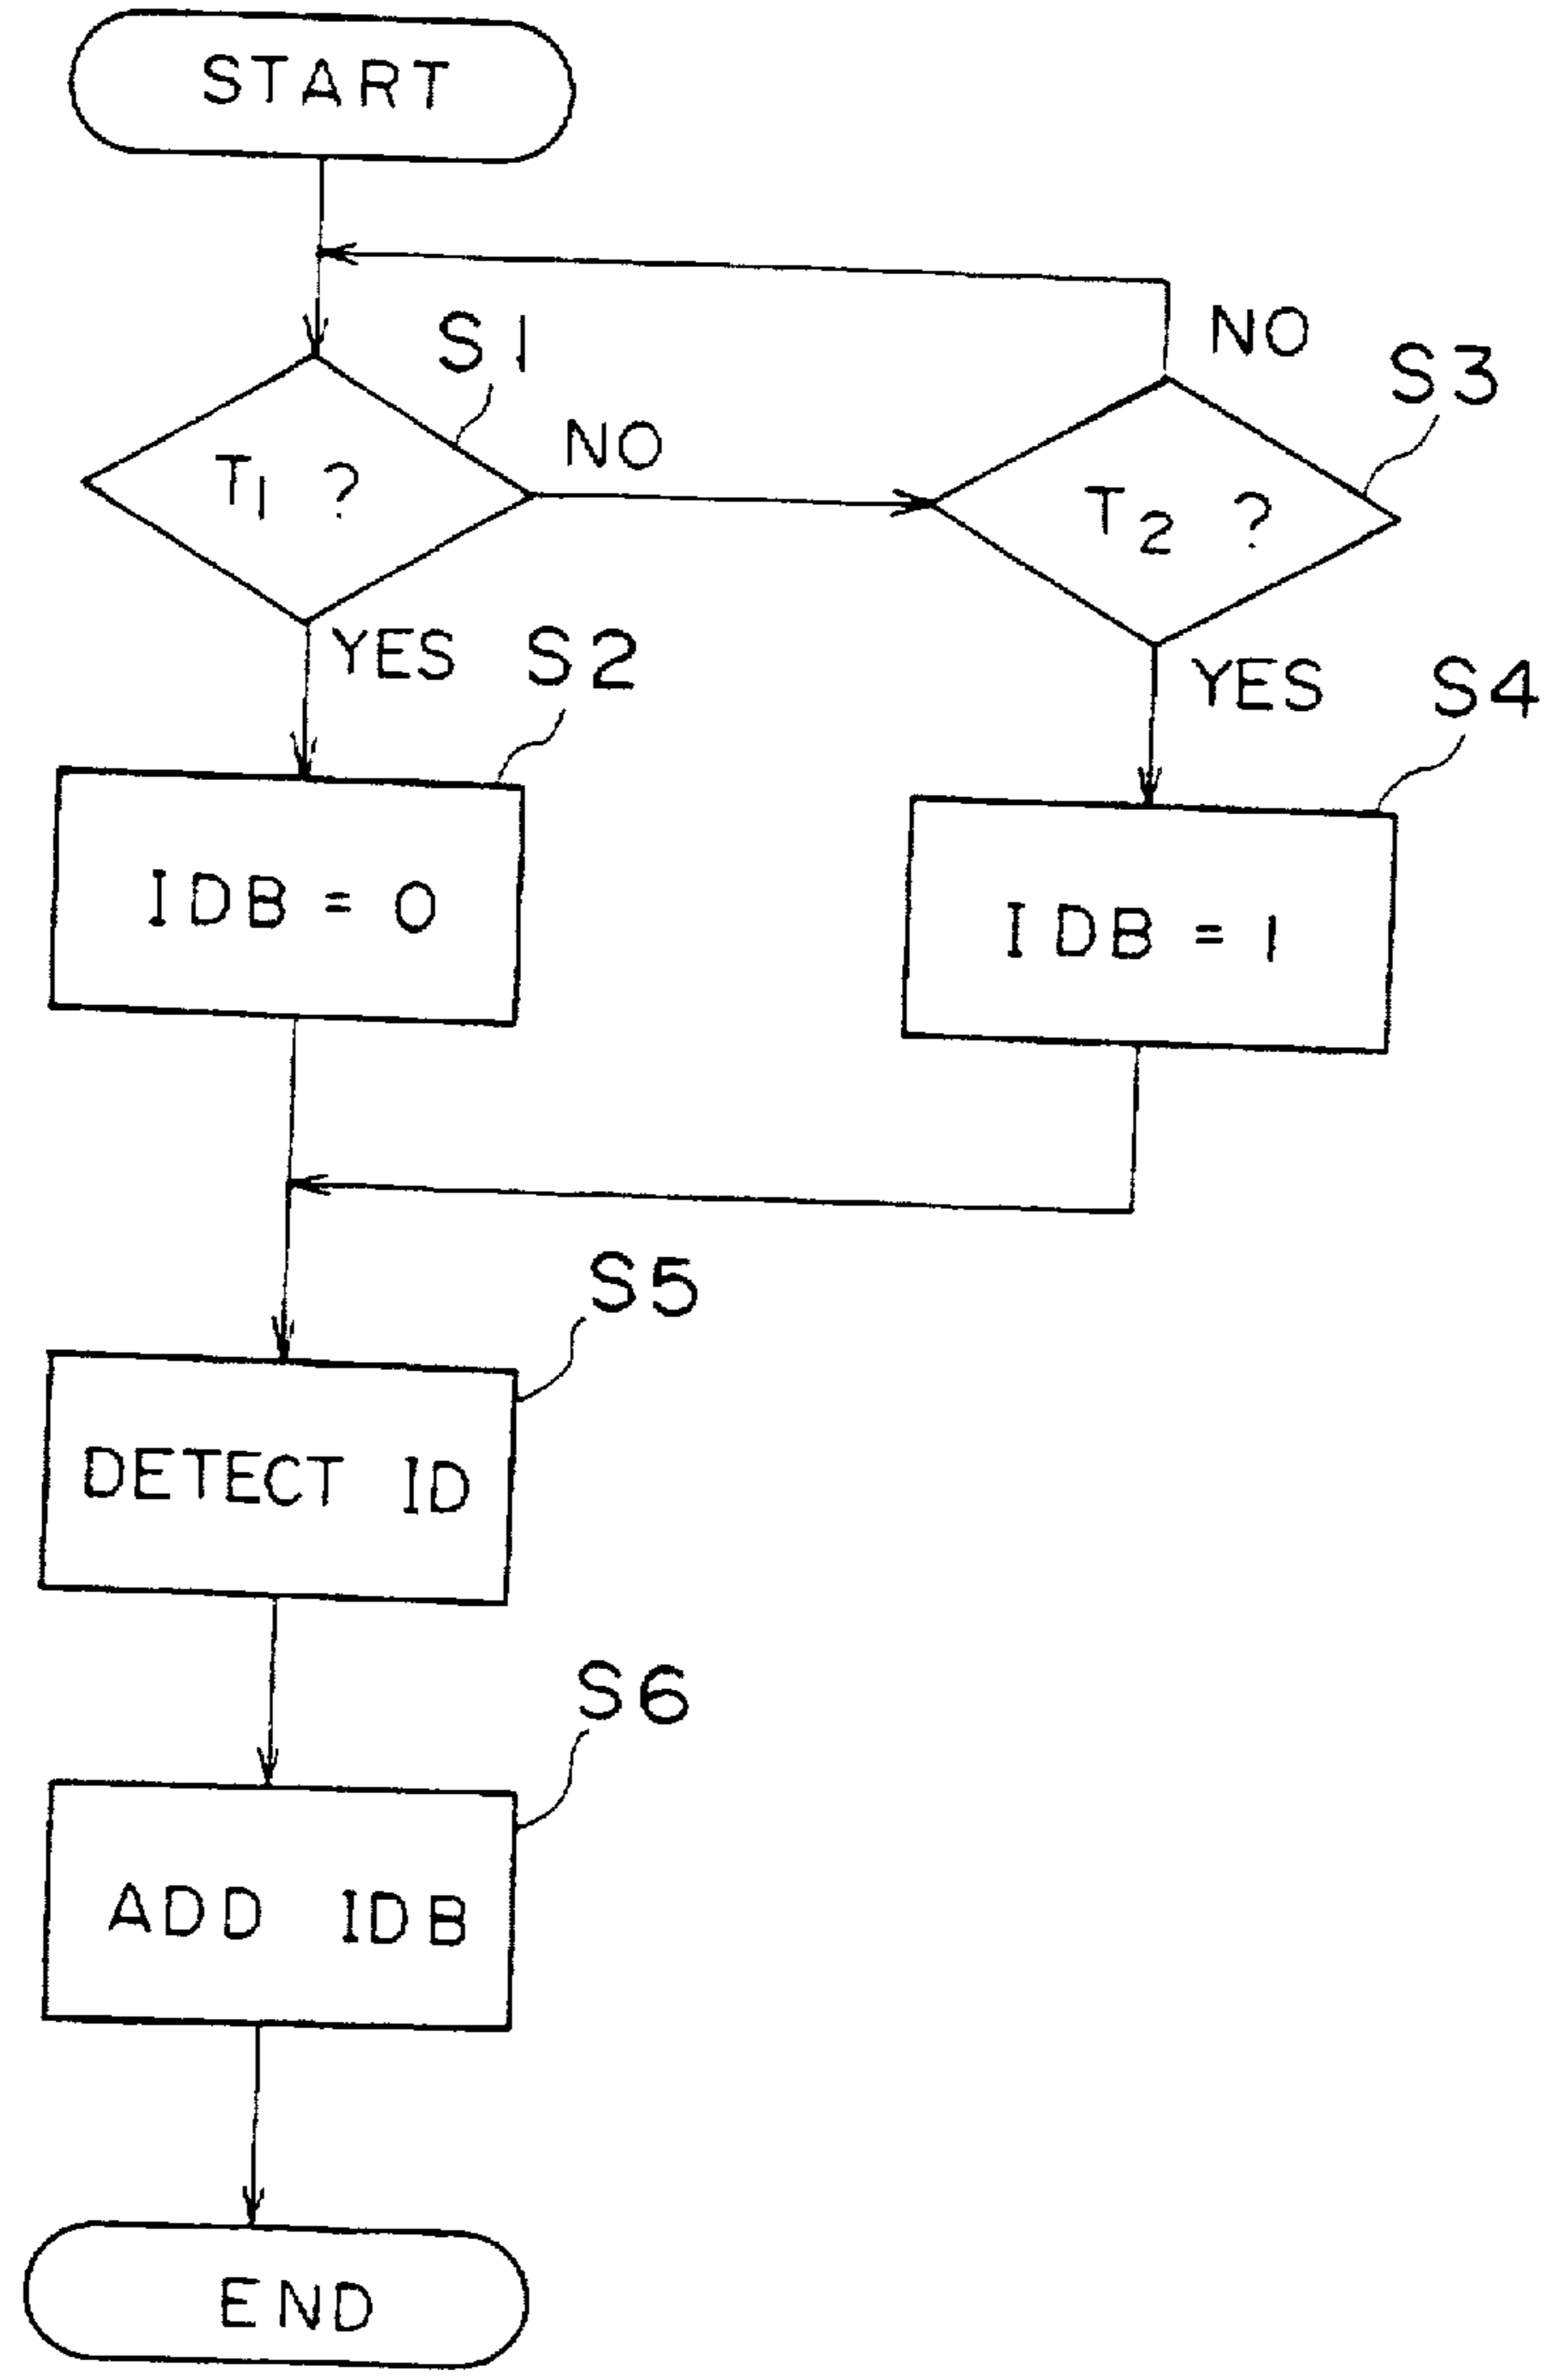 START
S1
NO
S3
T1 ?
NO
T2 ?
YES
S2
YES
S4
IDB = 0
IDB = 1
S5
DETECT ID
S6
ADD IDB
END